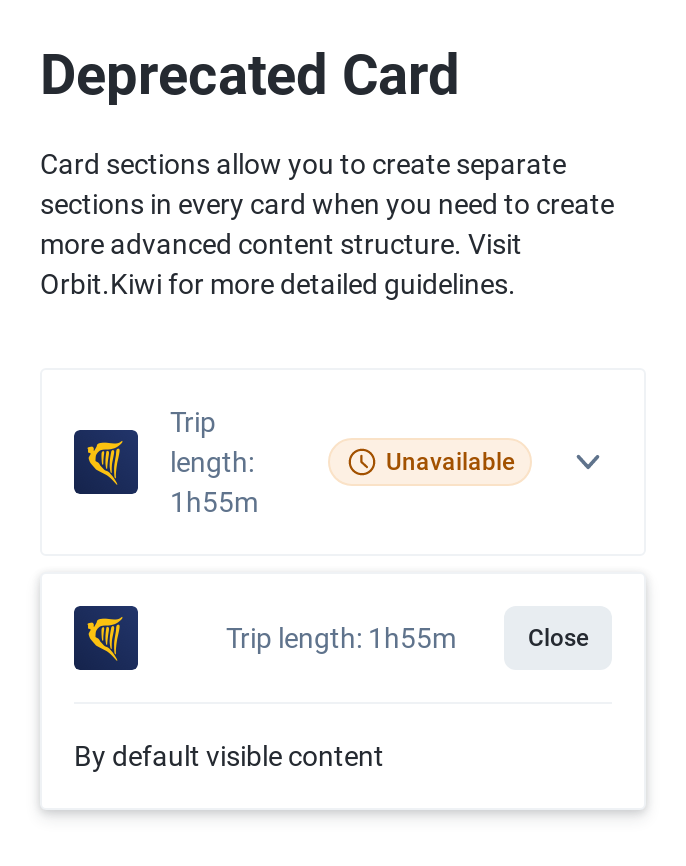 Deprecated Card
Card sections allow you to create separate
sections in every card when you need to create
more advanced content structure. Visit
Orbit.Kiwi for more detailed guidelines.
Trip
length:
1h55m
Unavailable
Trip length: 1h55m
Close
By default visible content